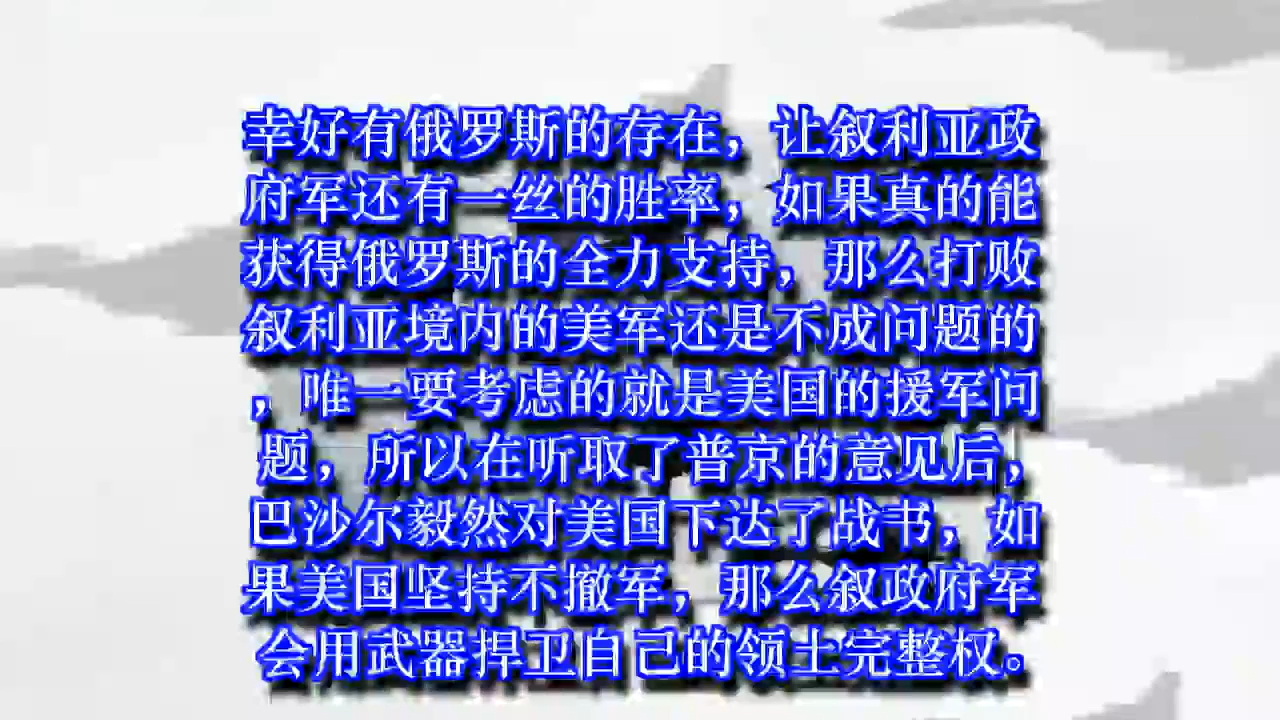 幸好有俄罗斯的存在，让叙利亚政
府军还有一丝的胜率，如果真的能
获得俄罗斯的全力支持，那么打败
叙利亚境内的美军还是不成问题的
，唯一要考虑的就是美国的援军问
题，所以在听取了普京的意见后，
巴沙尔毅然对美国下达了战书，如
果美国坚持不撤军，那么叙政府军
会用武器捍卫自己的领土完整权。